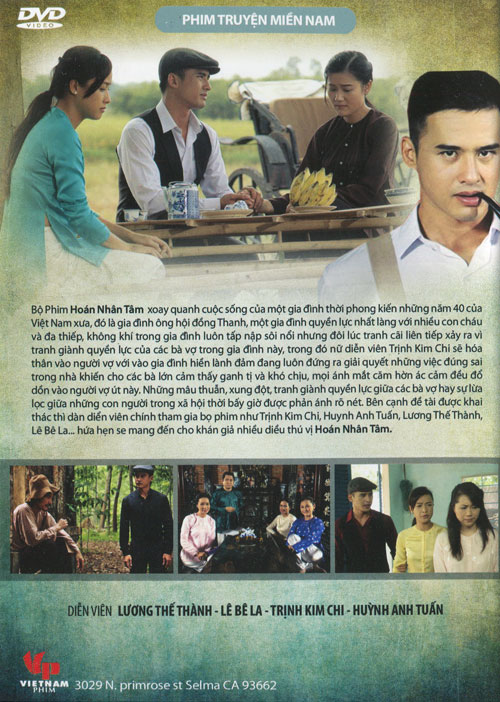 DVD
VIDEO
PHIM TRUYỆN MIỀN NAM
Bộ Phim Hoán Nhân Tâm xoay quanh cuộc sống của một gia đình thời phong kiến những năm 40 của
Việt Nam xưa, đó là gia đình ông hội đồng Thanh, một gia đình quyền lực nhất làng với nhiều con cháu
và đa thiếp, không khí trong gia đình luôn tấp nập sôi nổi nhưng đôi lúc tranh cãi liên tiếp xảy ra vì
tranh giành quyền lực của các bà vợ trong gia đình này, trong đó nữ diễn viên Trịnh Kim Chi sẽ hóa
thân vào người vợ với vào gia đình hiền lành đảm đang luôn đứng ra giải quyết những việc đúng sai
trong nhà khiến cho các bà lớn cảm thấy ganh tị và khó chịu, mọi ánh mắt căm hờn ác cảm đều đổ
dồn vào người vợ út này. Những mâu thuẫn, xung đột, tranh giành quyền lực giữa các bà vợ hay sự lừa
lọc giữa những con người trong xã hội thời bấy giờ được phản ánh rõ nét. Bên cạnh đề tài được khai
thác thì dàn diễn viên chính tham gia bọ phim như Trịnh Kim Chi, Huynh Anh Tuấn, Lương Thế Thành,
Lê Bê La... hứa hẹn se mang đến cho khán giả nhiều điều thú vị Hoán Nhân Tâm.
DIỄN VIÊN LƯƠNG THẾ THÀNH - LÊ BÊ LA - TRỊNH KIM CHI - HUỲNH ANH TUẤN
VIETNAM
PHIM
3029 N. primrose st Selma CA 93662